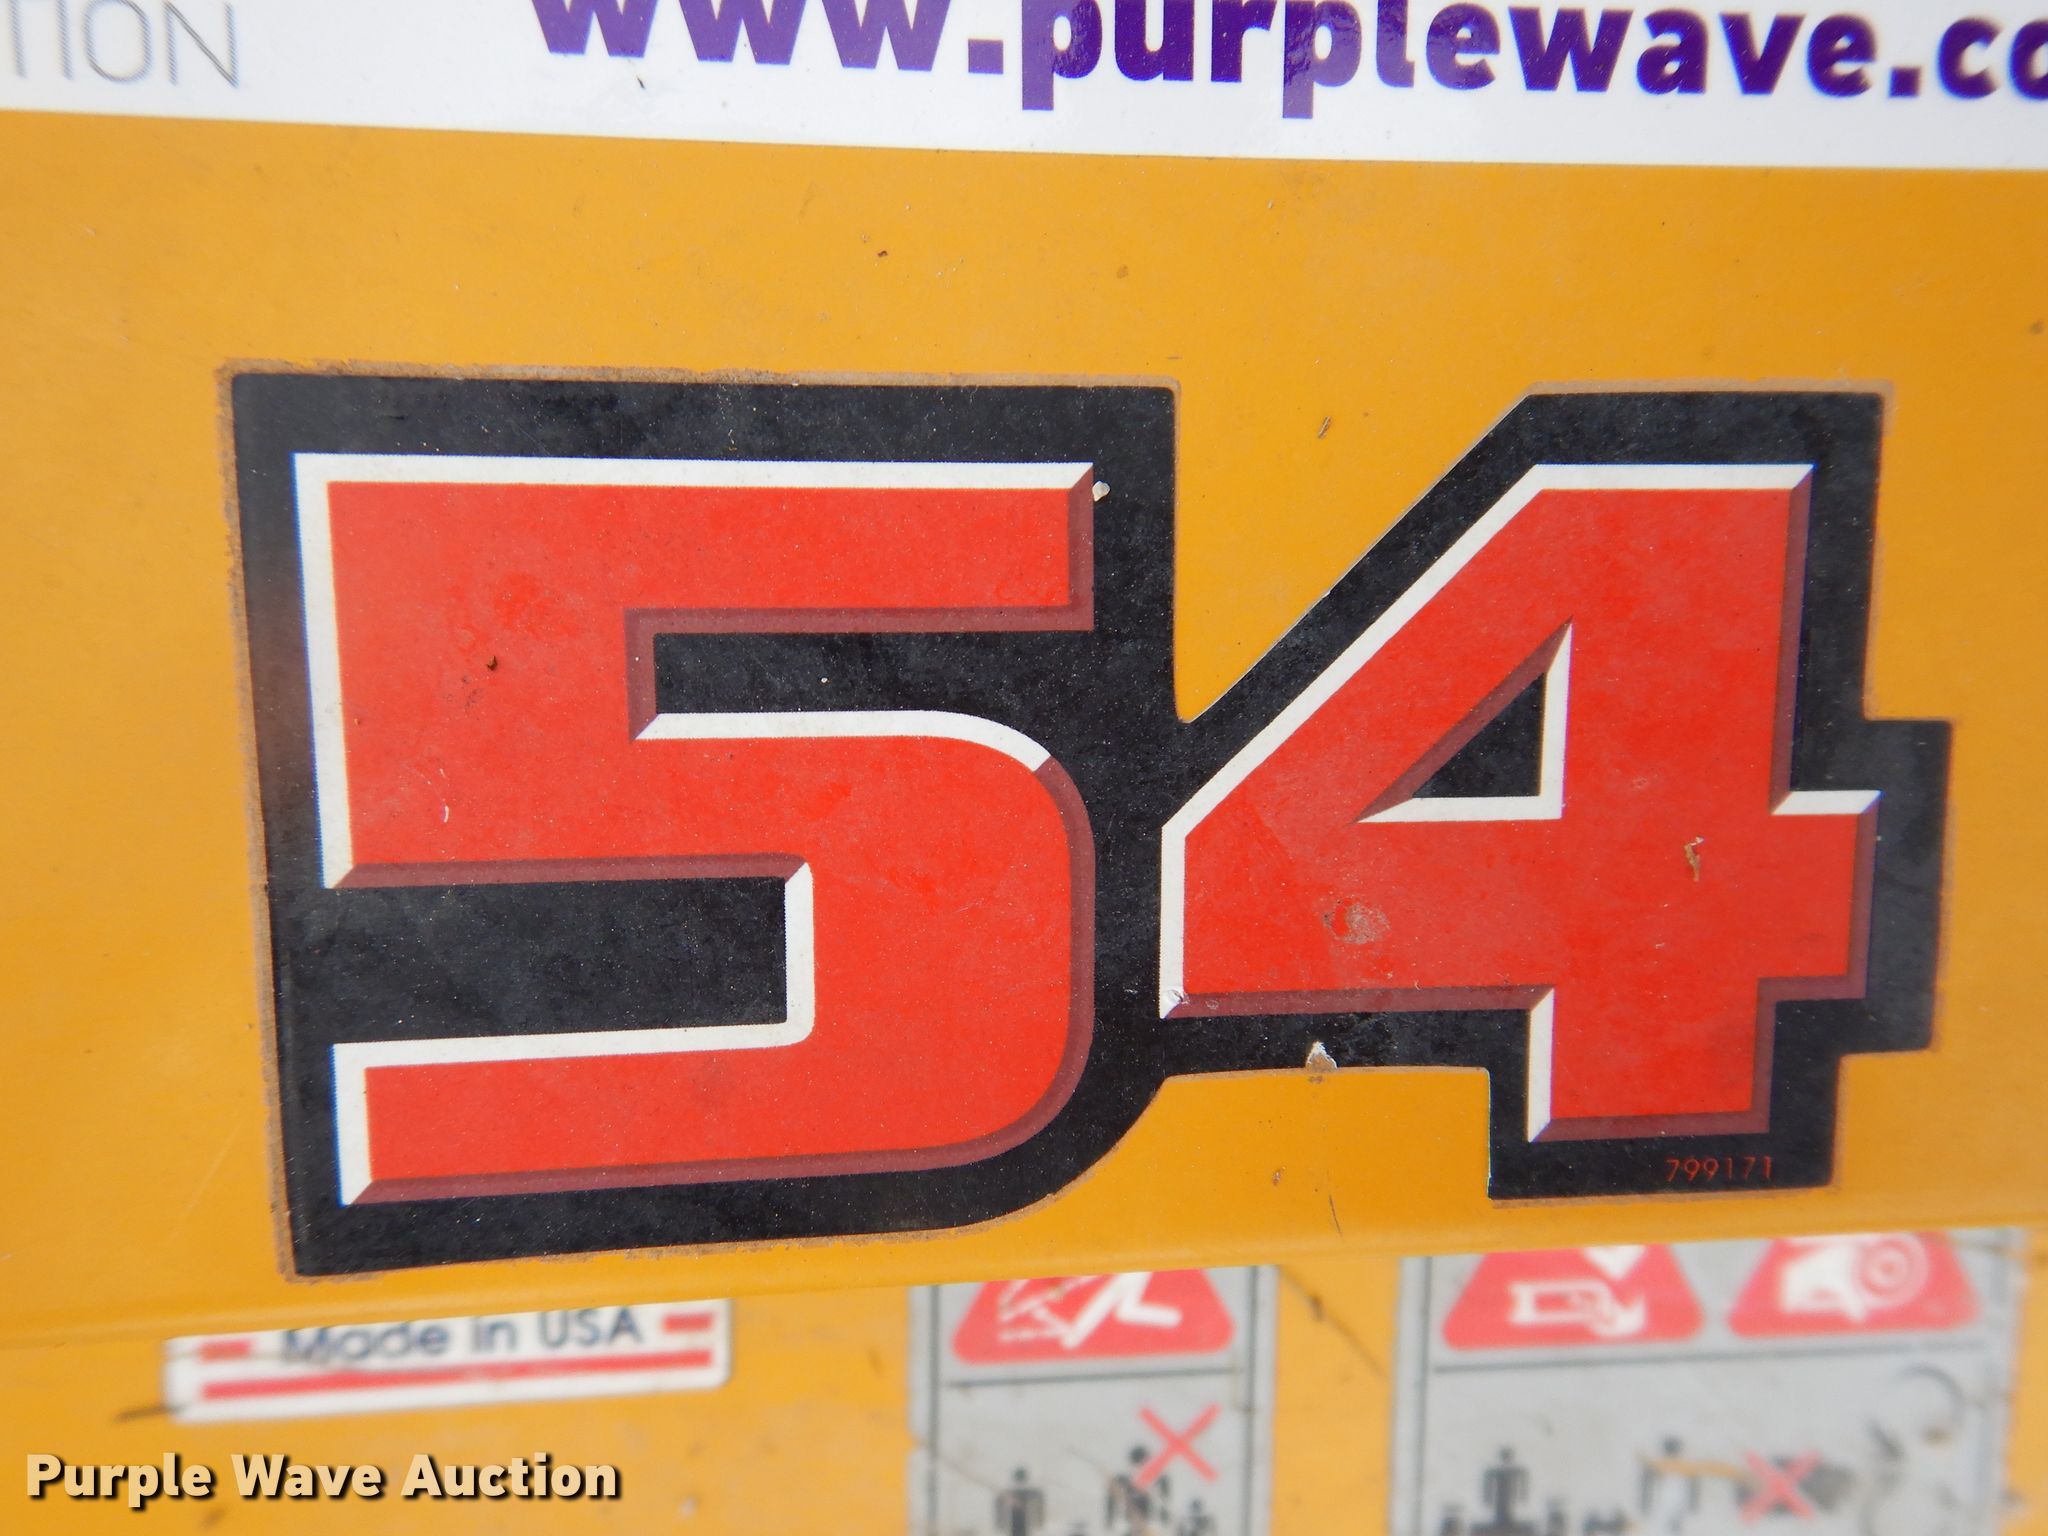 www.purplewave.co
TION
54
799171
Made in USA
Purple Wave Auction